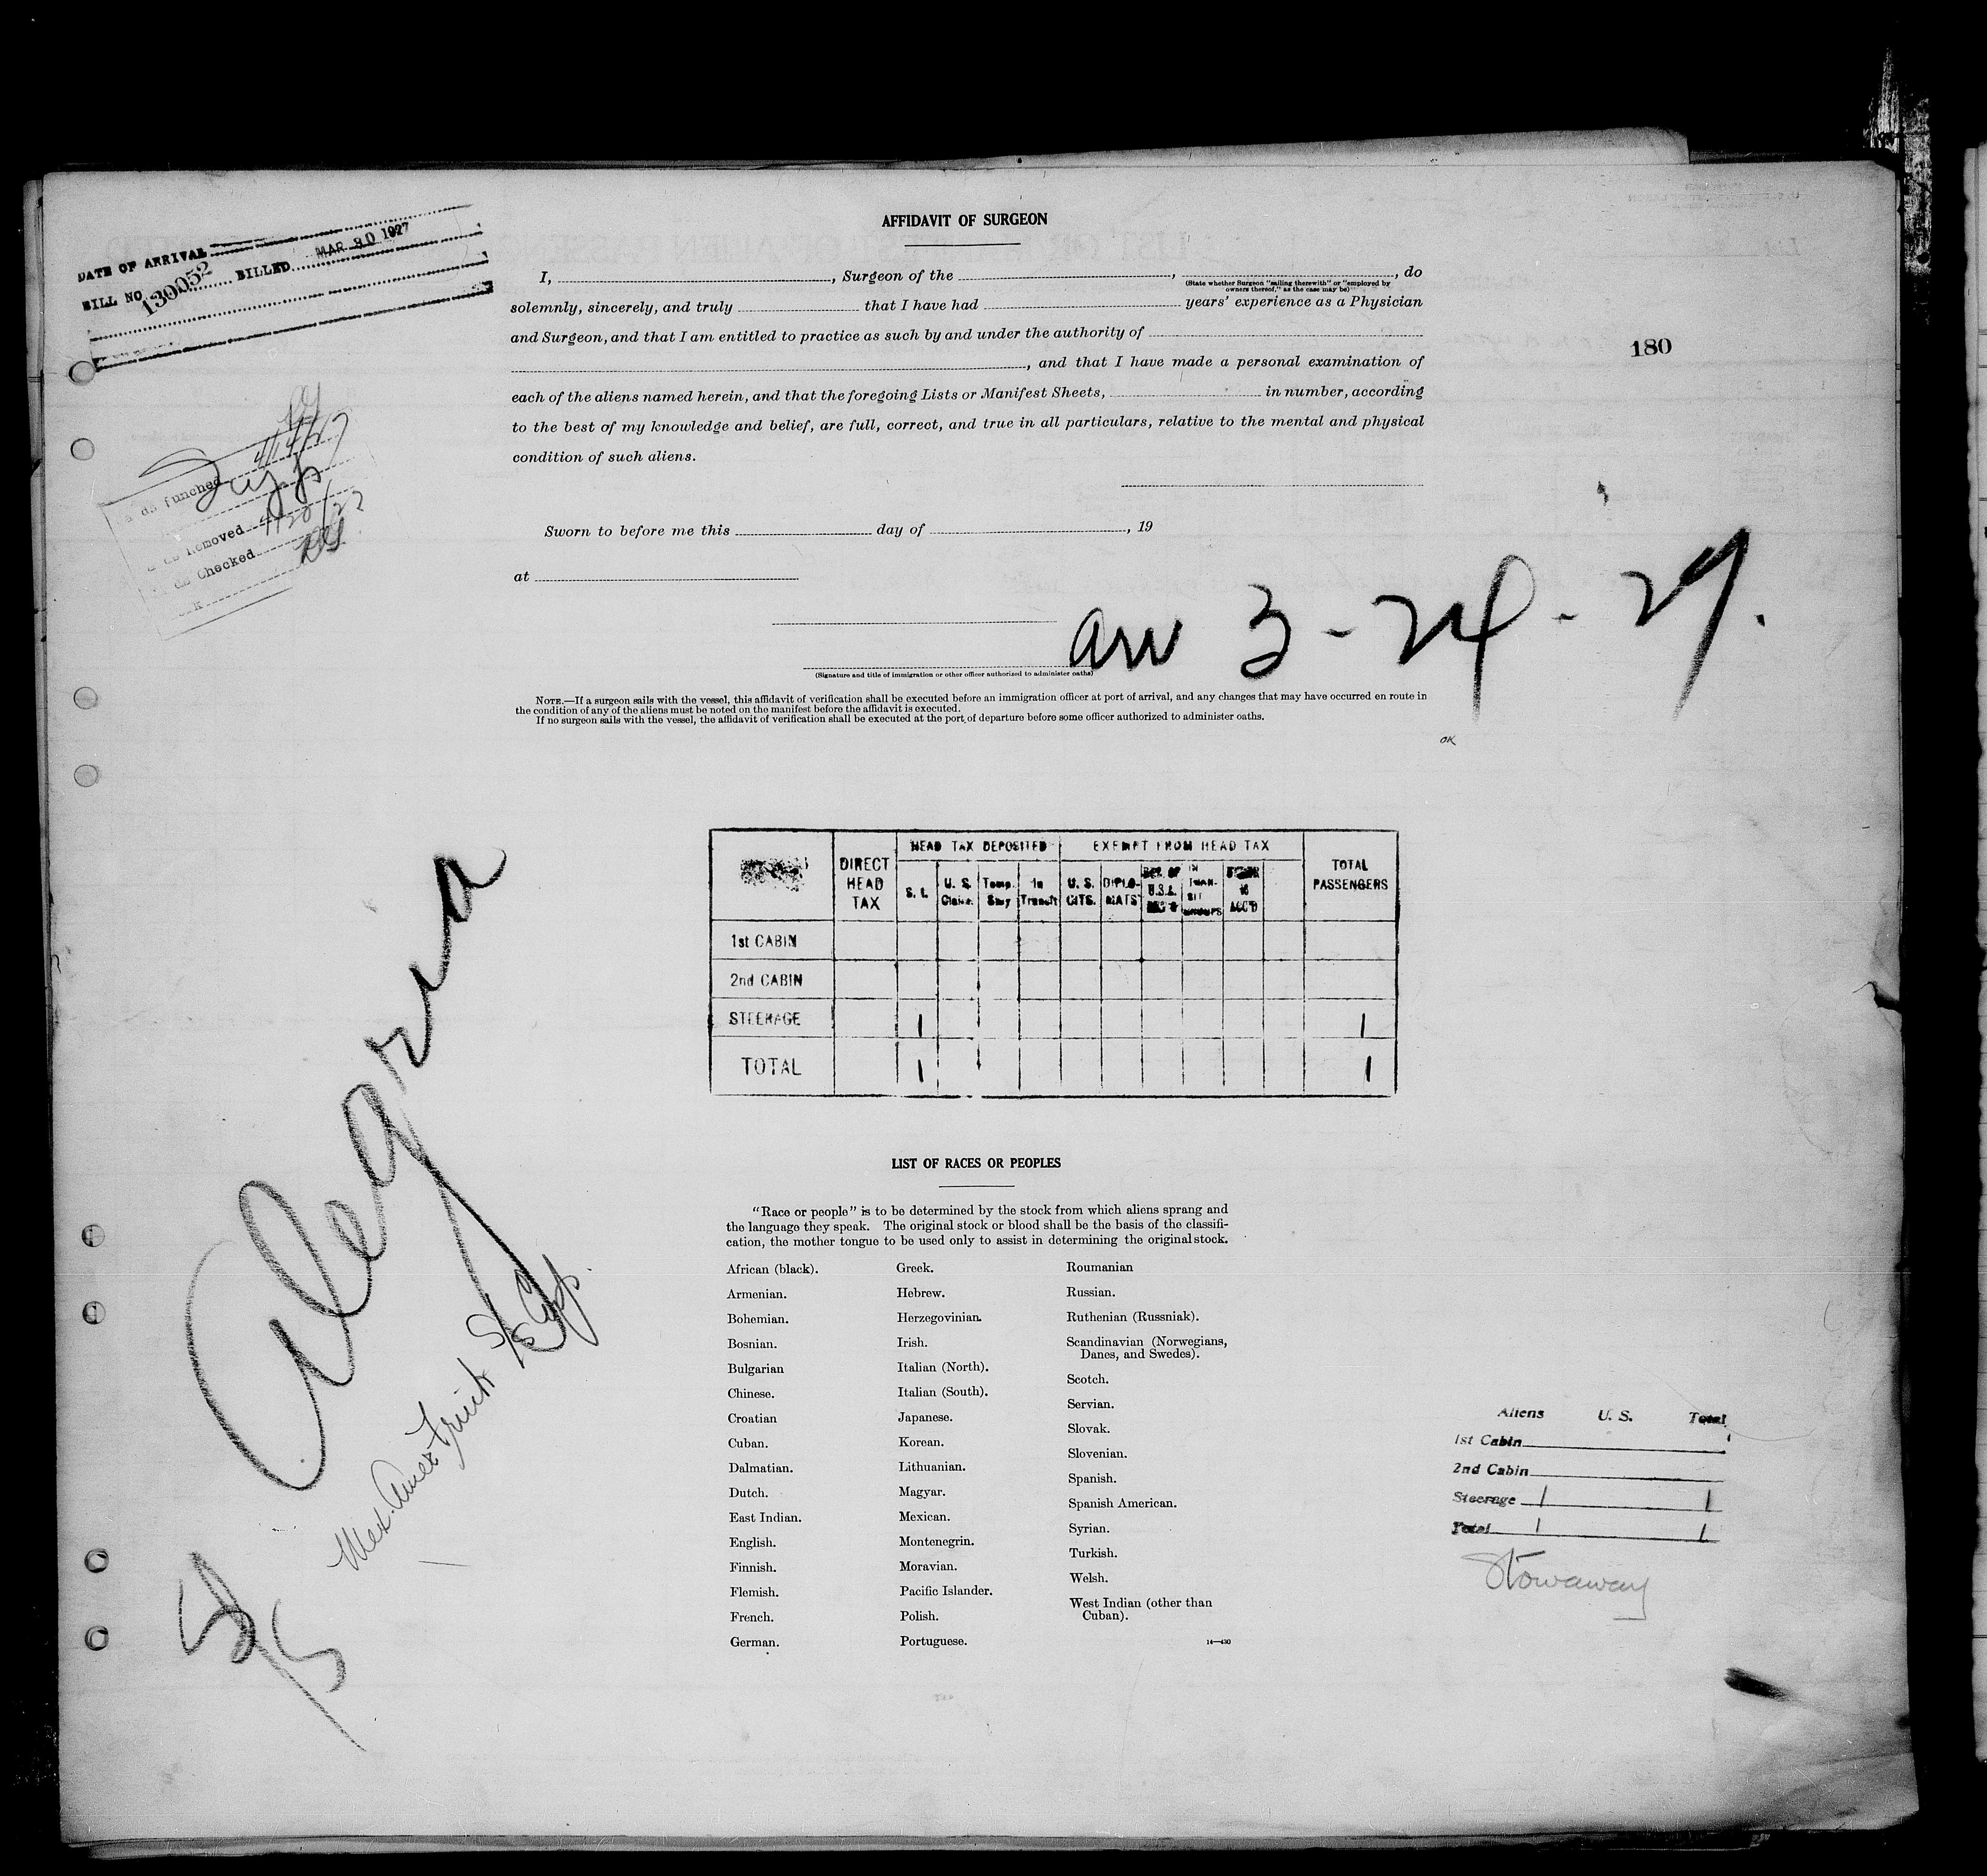 AFFIDAVIT OF SURGEON
DATE OF ARRIVAL
BILL NO. 130052 BILLED MAR 30 1927
I, , Surgeon of the , , do
(State whether Surgeon "sailing therewith" or "employed by
owners thereof," as the case may be)
solemnly, sincerely, and truly that I have had years' experience as a Physician
and Surgeon, and that I am entitled to practice as such by and under the authority of
, and that I have made a personal examination of
180
each of the aliens named herein, and that the foregoing Lists or Manifest Sheets, in number, according
to the best of my knowledge and belief, are full, correct, and true in all particulars, relative to the mental and physical
condition of such aliens.
Sworn to before me this day of , 19
at
Removed
Checked
arr 3-24-27.
(Signature and title of immigration or other officer authorized to administer oaths)
NOTE.—If a surgeon sails with the vessel, this affidavit of verification shall be executed before an immigration officer at port of arrival, and any changes that may have occurred en route in
the condition of any of the aliens must be noted on the manifest before the affidavit is executed.
If no surgeon sails with the vessel, the affidavit of verification shall be executed at the port of departure before some officer authorized to administer oaths.
OK
DIRECT HEAD TAX
HEAD TAX DEPOSITED
EXEMPT FROM HEAD TAX
TOTAL PASSENGERS
S. I. U. S. Claim. Temp. Stay In Transit U. S. CITS. DIPLOMATS
1st CABIN
2nd CABIN
STEERAGE 1 1
TOTAL 1 1
Alegria
Mex. Amer Fruit & SS Corp.
LIST OF RACES OR PEOPLES
"Race or people" is to be determined by the stock from which aliens sprang and
the language they speak. The original stock or blood shall be the basis of the classifi-
cation, the mother tongue to be used only to assist in determining the original stock.
African (black).
Armenian.
Bohemian.
Bosnian.
Bulgarian
Chinese.
Croatian
Cuban.
Dalmatian.
Dutch.
East Indian.
English.
Finnish.
Flemish.
French.
German.
Greek.
Hebrew.
Herzegovinian.
Irish.
Italian (North).
Italian (South).
Japanese.
Korean.
Lithuanian.
Magyar.
Mexican.
Montenegrin.
Moravian.
Pacific Islander.
Polish.
Portuguese.
Roumanian
Russian.
Ruthenian (Russniak).
Scandinavian (Norwegians,
Danes, and Swedes).
Scotch.
Servian.
Slovak.
Slovenian.
Spanish.
Spanish American.
Syrian.
Turkish.
Welsh.
West Indian (other than
Cuban).
14—430
Aliens U. S. Total
1st Cabin
2nd Cabin
Steerage 1 1
Total 1 1
Stowaway